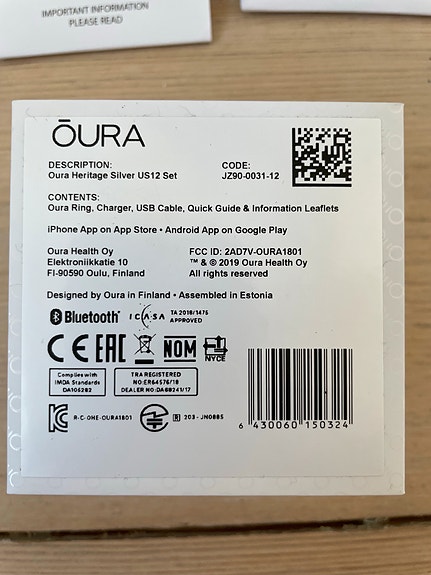 IMPORTANT INFORMATION
PLEASE READ
ŌURA
DESCRIPTION:
Oura Heritage Silver US12 Set
CODE:
JZ90-0031-12
CONTENTS:
Oura Ring, Charger, USB Cable, Quick Guide & Information Leaflets
iPhone App on App Store • Android App on Google Play
Oura Health Oy
Elektroniikkatie 10
FI-90590 Oulu, Finland
FCC ID: 2AD7V-OURA1801
™ & © 2019 Oura Health Oy
All rights reserved
Designed by Oura in Finland • Assembled in Estonia
Bluetooth®
ICASA
TA 2018/1475
APPROVED
CE EAC NOM NYCE
Complies with
IMDA Standards
DA105282
TRA REGISTERED
NO:ER64576/18
DEALER NO:DA88241/17
R-C-OHE-OURA1801
R 203-JN0885
6 430060 150324